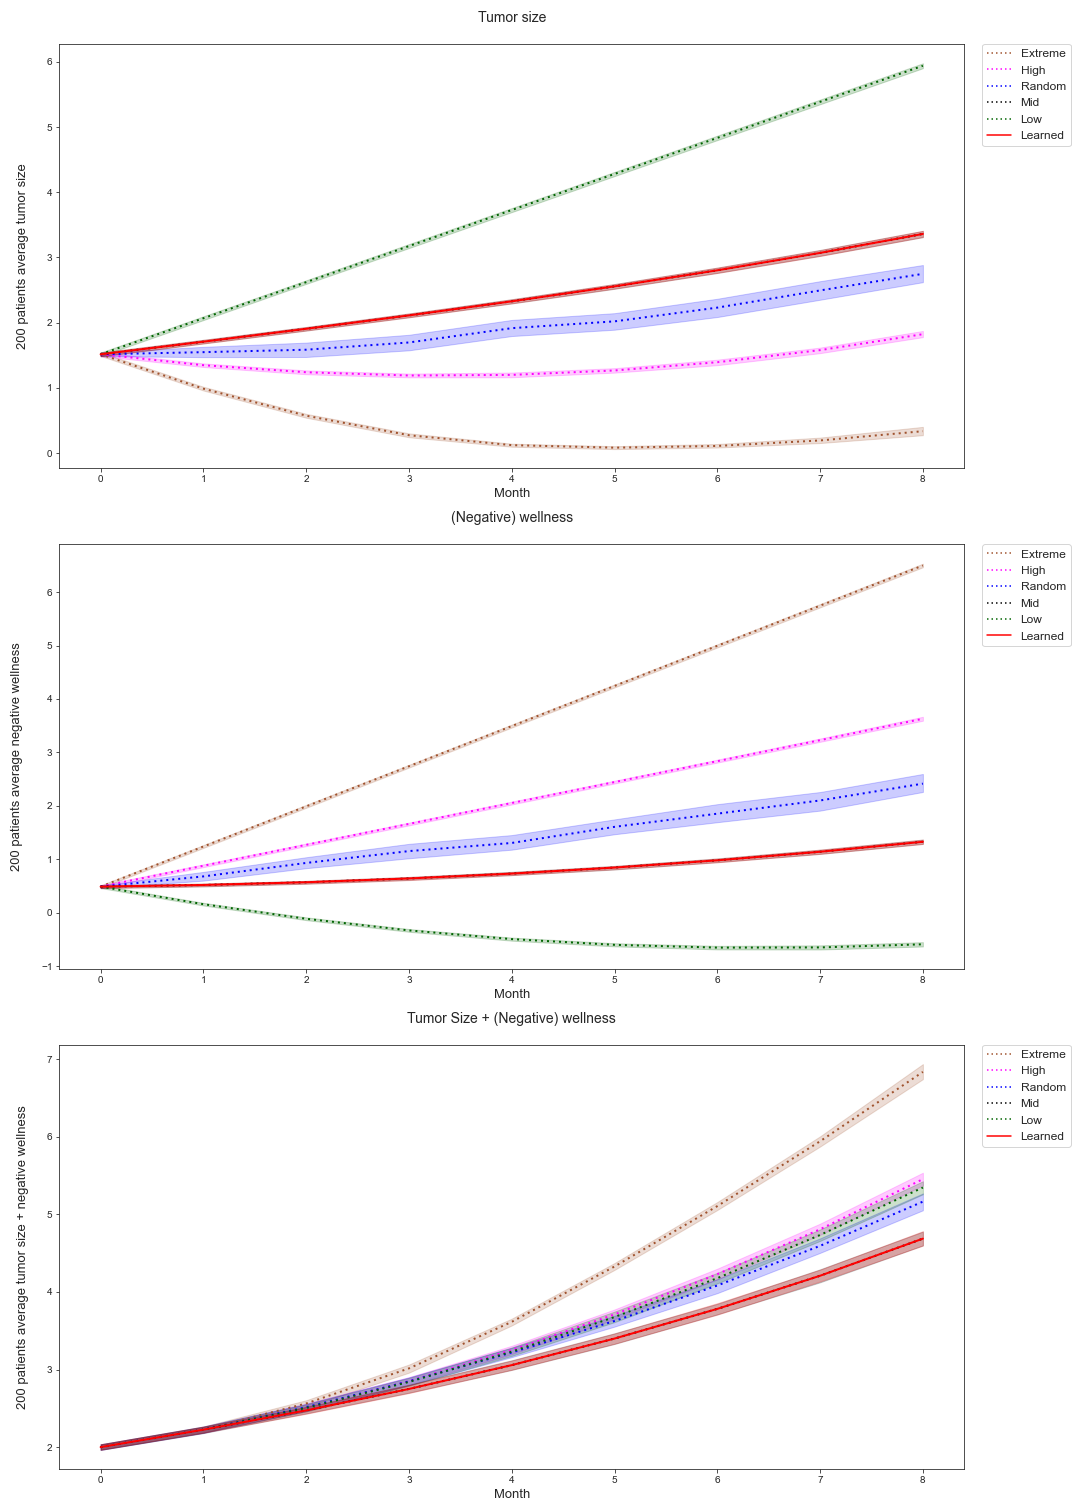 Tumor size
200 patients average tumor size
6
5
4
3
2
1
0
0 1 2 3 4 5 6 7 8
Month
Extreme
High
Random
Mid
Low
Learned
(Negative) wellness
200 patients average negative wellness
6
5
4
3
2
1
0
−1
0 1 2 3 4 5 6 7 8
Month
Extreme
High
Random
Mid
Low
Learned
Tumor Size + (Negative) wellness
200 patients average tumor size + negative wellness
7
6
5
4
3
2
0 1 2 3 4 5 6 7 8
Month
Extreme
High
Random
Mid
Low
Learned